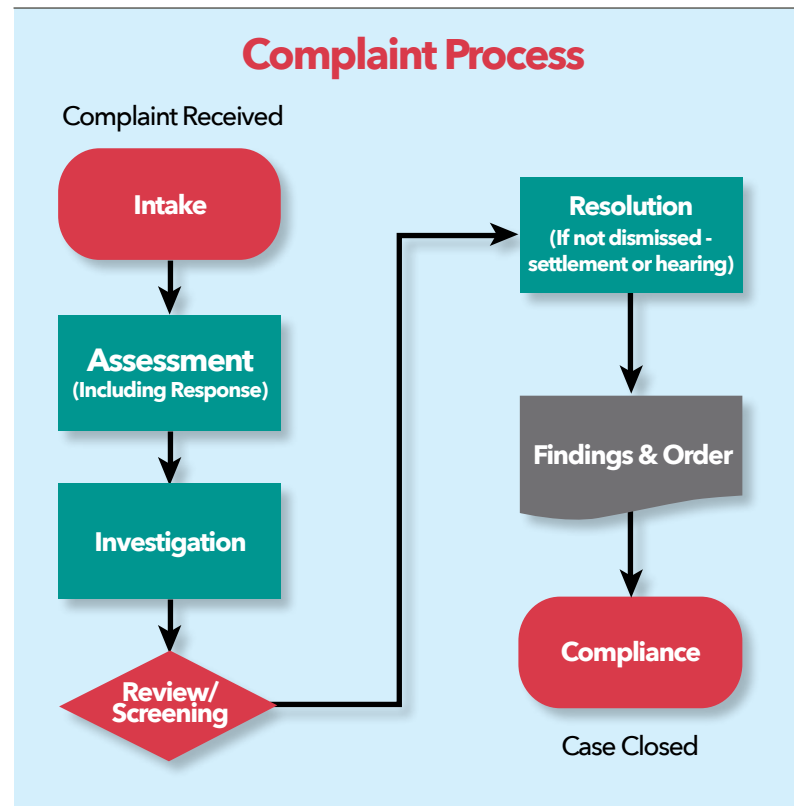 Complaint Process
Complaint Received
Intake
Assessment
(Including Response)
Investigation
Review/
Screening
Resolution
(If not dismissed -
settlement or hearing)
Findings & Order
Compliance
Case Closed